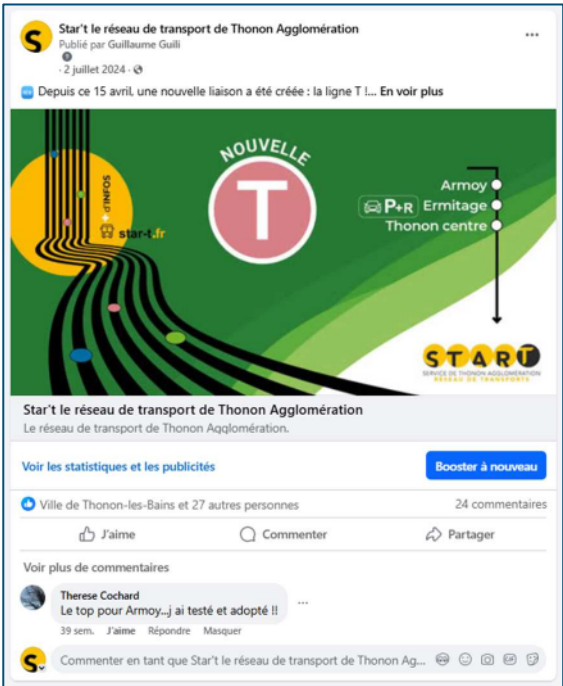 Star't le réseau de transport de Thonon Agglomération
Publié par Guillaume Guili
· 2 juillet 2024 ·
Depuis ce 15 avril, une nouvelle liaison a été créée : la ligne T !... En voir plus
NOUVELLE
T
+ d'INFOS
star-t.fr
Armoy
P+R Ermitage
Thonon centre
START
SERVICE DE THONON AGGLOMÉRATION
RÉSEAU DE TRANSPORTS
Star't le réseau de transport de Thonon Agglomération
Le réseau de transport de Thonon Agglomération.
Voir les statistiques et les publicités
Booster à nouveau
Ville de Thonon-les-Bains et 27 autres personnes
24 commentaires
J'aime
Commenter
Partager
Voir plus de commentaires
Therese Cochard
Le top pour Armoy...j ai testé et adopté !!
39 sem. J'aime Répondre Masquer
Commenter en tant que Star't le réseau de transport de Thonon Ag...